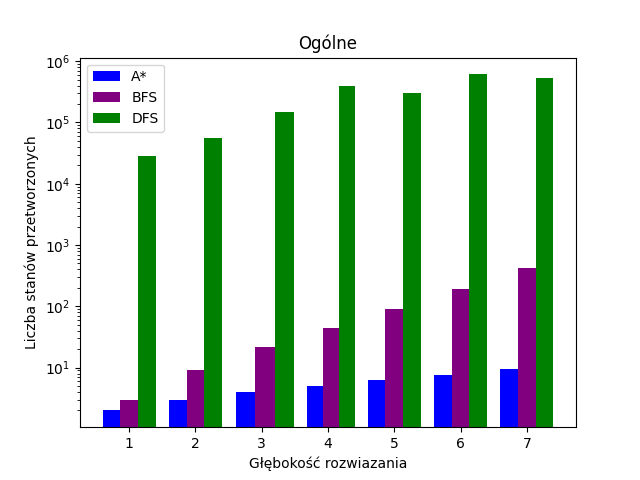 Ogólne
A*
BFS
DFS
Liczba stanów przetworzonych
10⁶
10⁵
10⁴
10³
10²
10¹
1 2 3 4 5 6 7
Głębokość rozwiazania